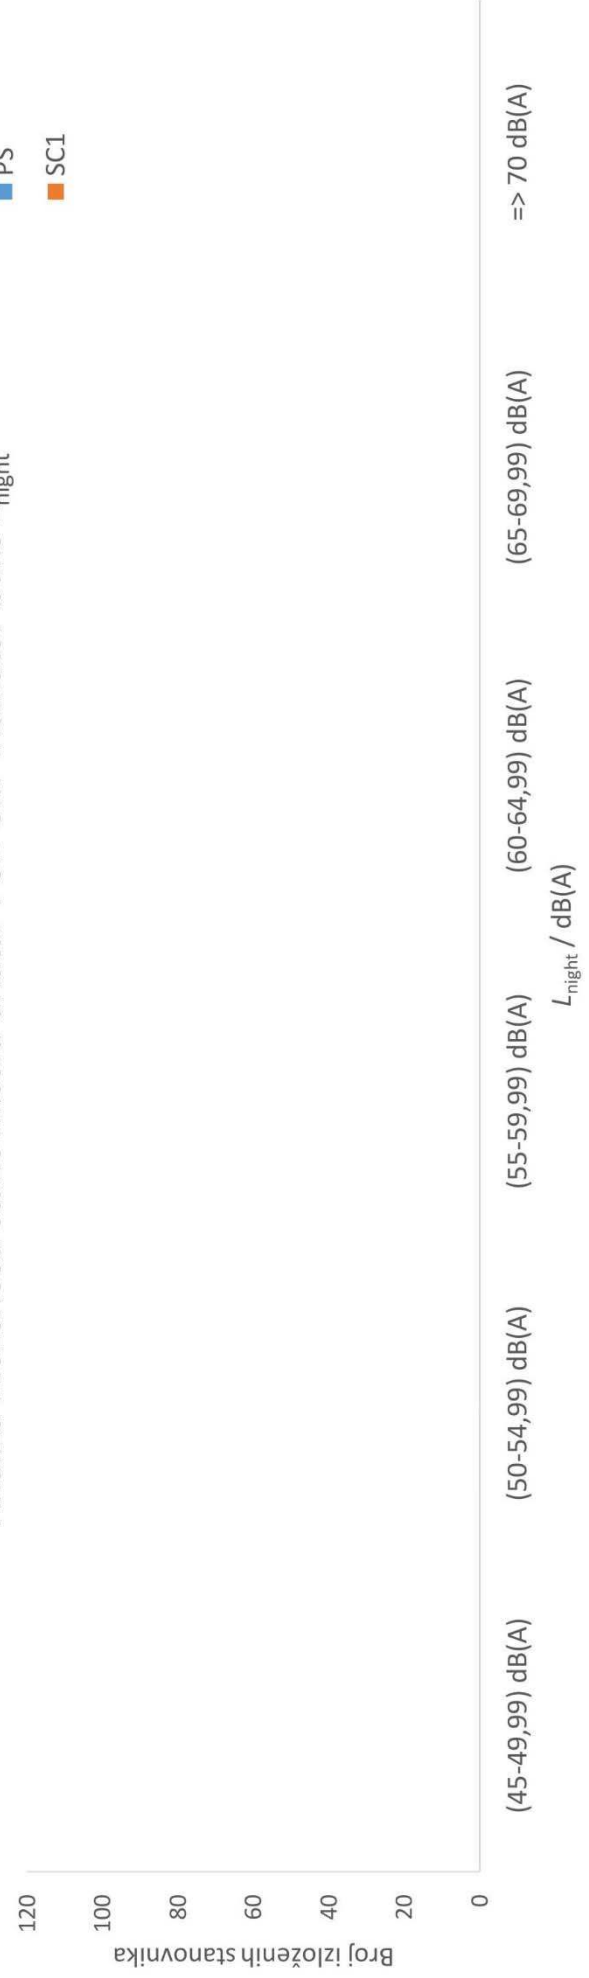 night
PS
SC1
120
100
80
60
40
20
0
Broj izloženih stanovnika
(45-49,99) dB(A)
(50-54,99) dB(A)
(55-59,99) dB(A)
(60-64,99) dB(A)
(65-69,99) dB(A)
=> 70 dB(A)
Lnight / dB(A)